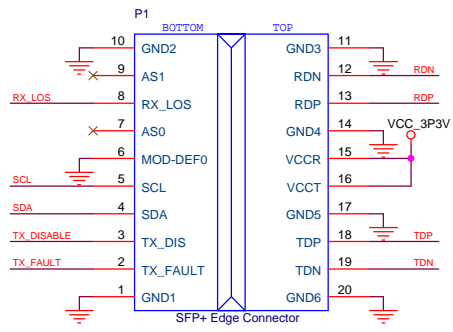 P1
BOTTOM TOP
10 GND2 GND3 11
9 AS1 RDN 12 RDN
RX_LOS 8 RX_LOS RDP 13 RDP
7 AS0 GND4 14
VCC_3P3V
6 MOD-DEF0 VCCR 15
SCL 5 SCL VCCT 16
SDA 4 SDA GND5 17
TX_DISABLE 3 TX_DIS TDP 18 TDP
TX_FAULT 2 TX_FAULT TDN 19 TDN
1 GND1 GND6 20
SFP+ Edge Connector